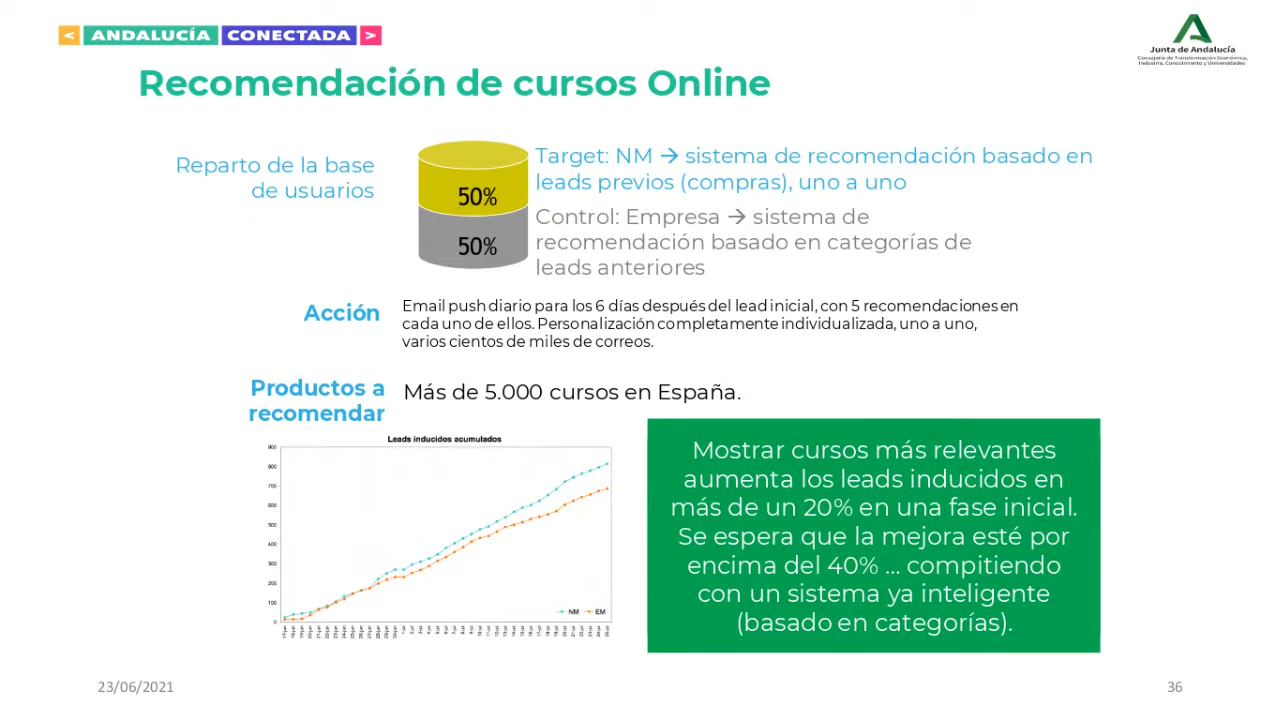 < ANDALUCÍA CONECTADA >
Junta de Andalucía
Consejería de Transformación Económica,
Industria, Conocimiento y Universidades
Recomendación de cursos Online
Reparto de la base
de usuarios
50%
50%
Target: NM → sistema de recomendación basado en
leads previos (compras), uno a uno
Control: Empresa → sistema de
recomendación basado en categorías de
leads anteriores
Acción
Email push diario para los 6 días después del lead inicial, con 5 recomendaciones en
cada uno de ellos. Personalización completamente individualizada, uno a uno,
varios cientos de miles de correos.
Productos a
recomendar
Más de 5.000 cursos en España.
Leads inducidos acumulados
900
800
700
600
500
400
300
200
100
0
NM EM
Mostrar cursos más relevantes
aumenta los leads inducidos en
más de un 20% en una fase inicial.
Se espera que la mejora esté por
encima del 40% ... compitiendo
con un sistema ya inteligente
(basado en categorías).
23/06/2021
36